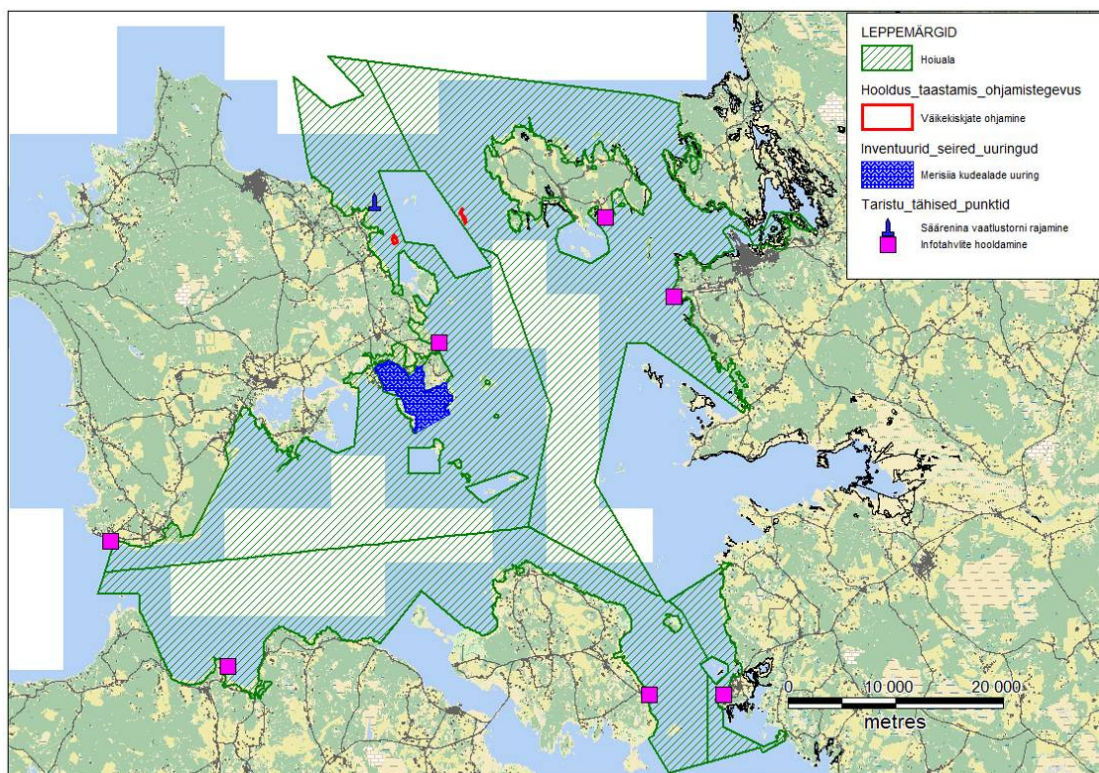 LEPPEMÄRGID
Hoiuala
Hooldus_taastamis_ohjamistegevus
Väikekiskjate ohjamine
Inventuurid_seired_uuringud
Merisiia kudealade uuring
Taristu_tähised_punktid
Säärenina vaatlustorni rajamine
Infotahvlite hooldamine
0 10 000 20 000
metres